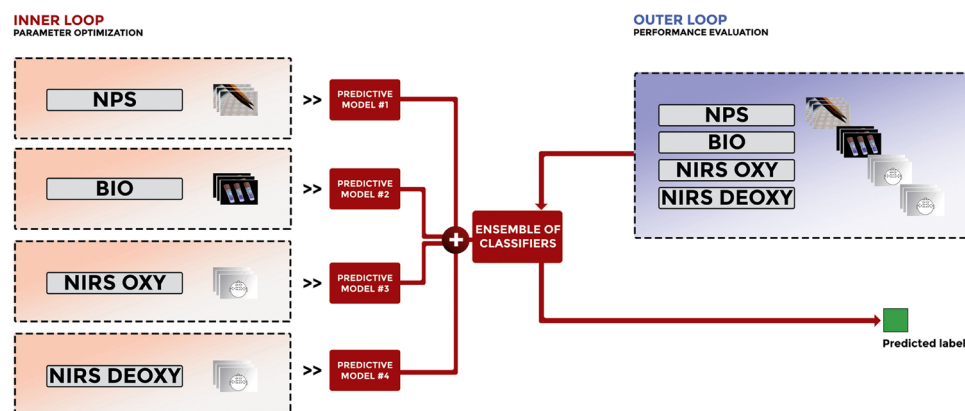 INNER LOOP
PARAMETER OPTIMIZATION
NPS
>>
PREDICTIVE
MODEL #1
BIO
>>
PREDICTIVE
MODEL #2
NIRS OXY
>>
PREDICTIVE
MODEL #3
NIRS DEOXY
>>
PREDICTIVE
MODEL #4
+
ENSEMBLE OF
CLASSIFIERS
OUTER LOOP
PERFORMANCE EVALUATION
NPS
BIO
NIRS OXY
NIRS DEOXY
Predicted label